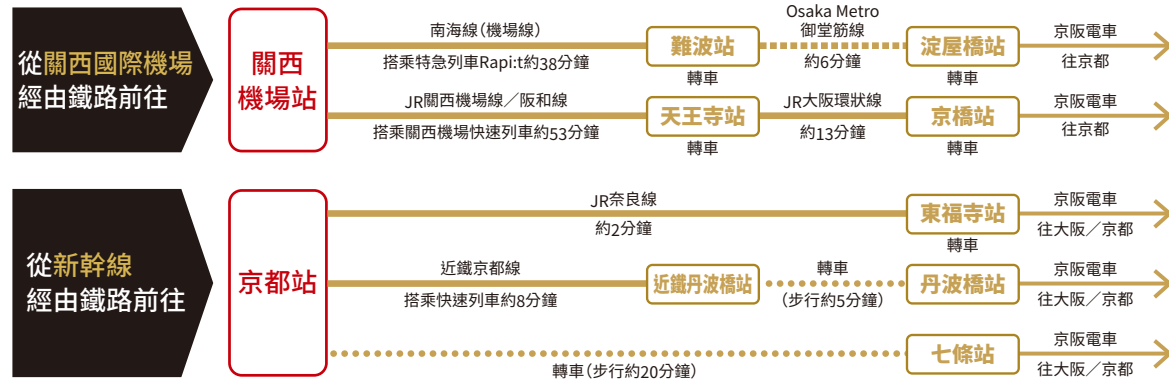 從關西國際機場
經由鐵路前往
關西
機場站
南海線(機場線)
搭乘特急列車Rapi:t約38分鐘
難波站
轉車
Osaka Metro
御堂筋線
約6分鐘
淀屋橋站
轉車
京阪電車
往京都
JR關西機場線／阪和線
搭乘關西機場快速列車約53分鐘
天王寺站
轉車
JR大阪環狀線
約13分鐘
京橋站
轉車
京阪電車
往京都
從新幹線
經由鐵路前往
京都站
JR奈良線
約2分鐘
東福寺站
轉車
京阪電車
往大阪／京都
近鐵京都線
搭乘快速列車約8分鐘
近鐵丹波橋站
轉車
(步行約5分鐘)
丹波橋站
京阪電車
往大阪／京都
轉車(步行約20分鐘)
七條站
京阪電車
往大阪／京都